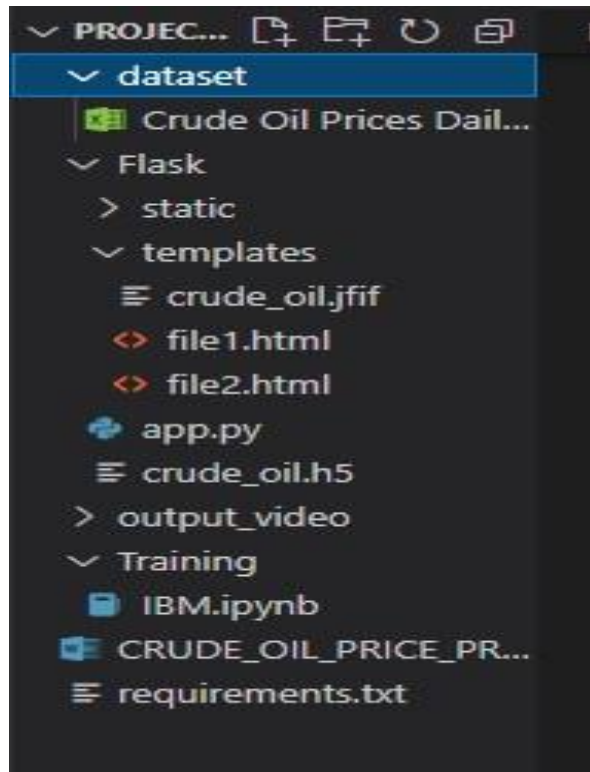 PROJEC...
dataset
Crude Oil Prices Dail...
Flask
static
templates
crude_oil.jfif
file1.html
file2.html
app.py
crude_oil.h5
output_video
Training
IBM.ipynb
CRUDE_OIL_PRICE_PR...
requirements.txt